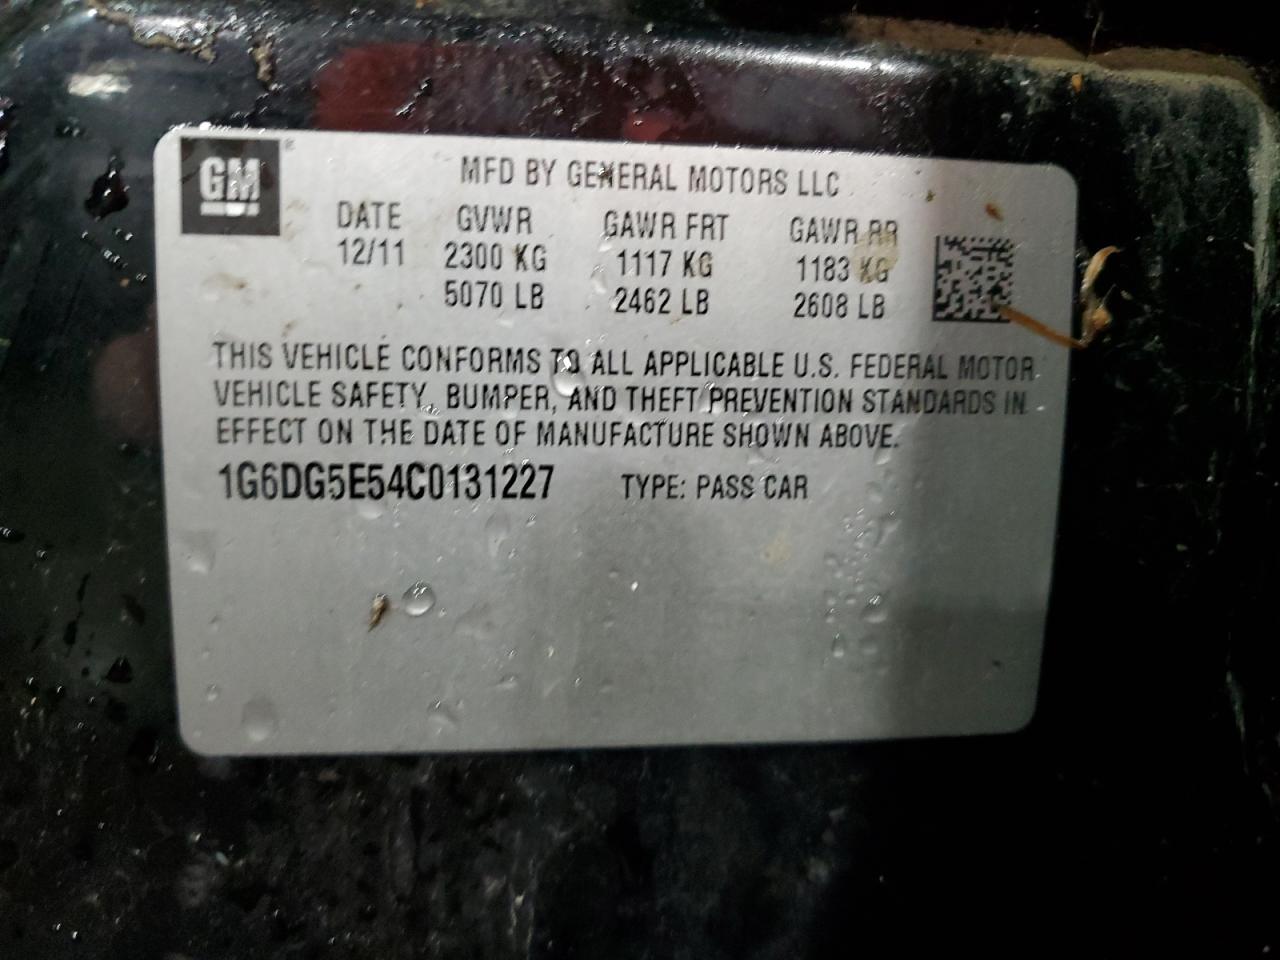 GM
MFD BY GENERAL MOTORS LLC
DATE GVWR GAWR FRT GAWR RR
12/11 2300 KG 1117 KG 1183 KG
5070 LB 2462 LB 2608 LB
THIS VEHICLE CONFORMS TO ALL APPLICABLE U.S. FEDERAL MOTOR
VEHICLE SAFETY, BUMPER, AND THEFT PREVENTION STANDARDS IN
EFFECT ON THE DATE OF MANUFACTURE SHOWN ABOVE.
1G6DG5E54C0131227 TYPE: PASS CAR